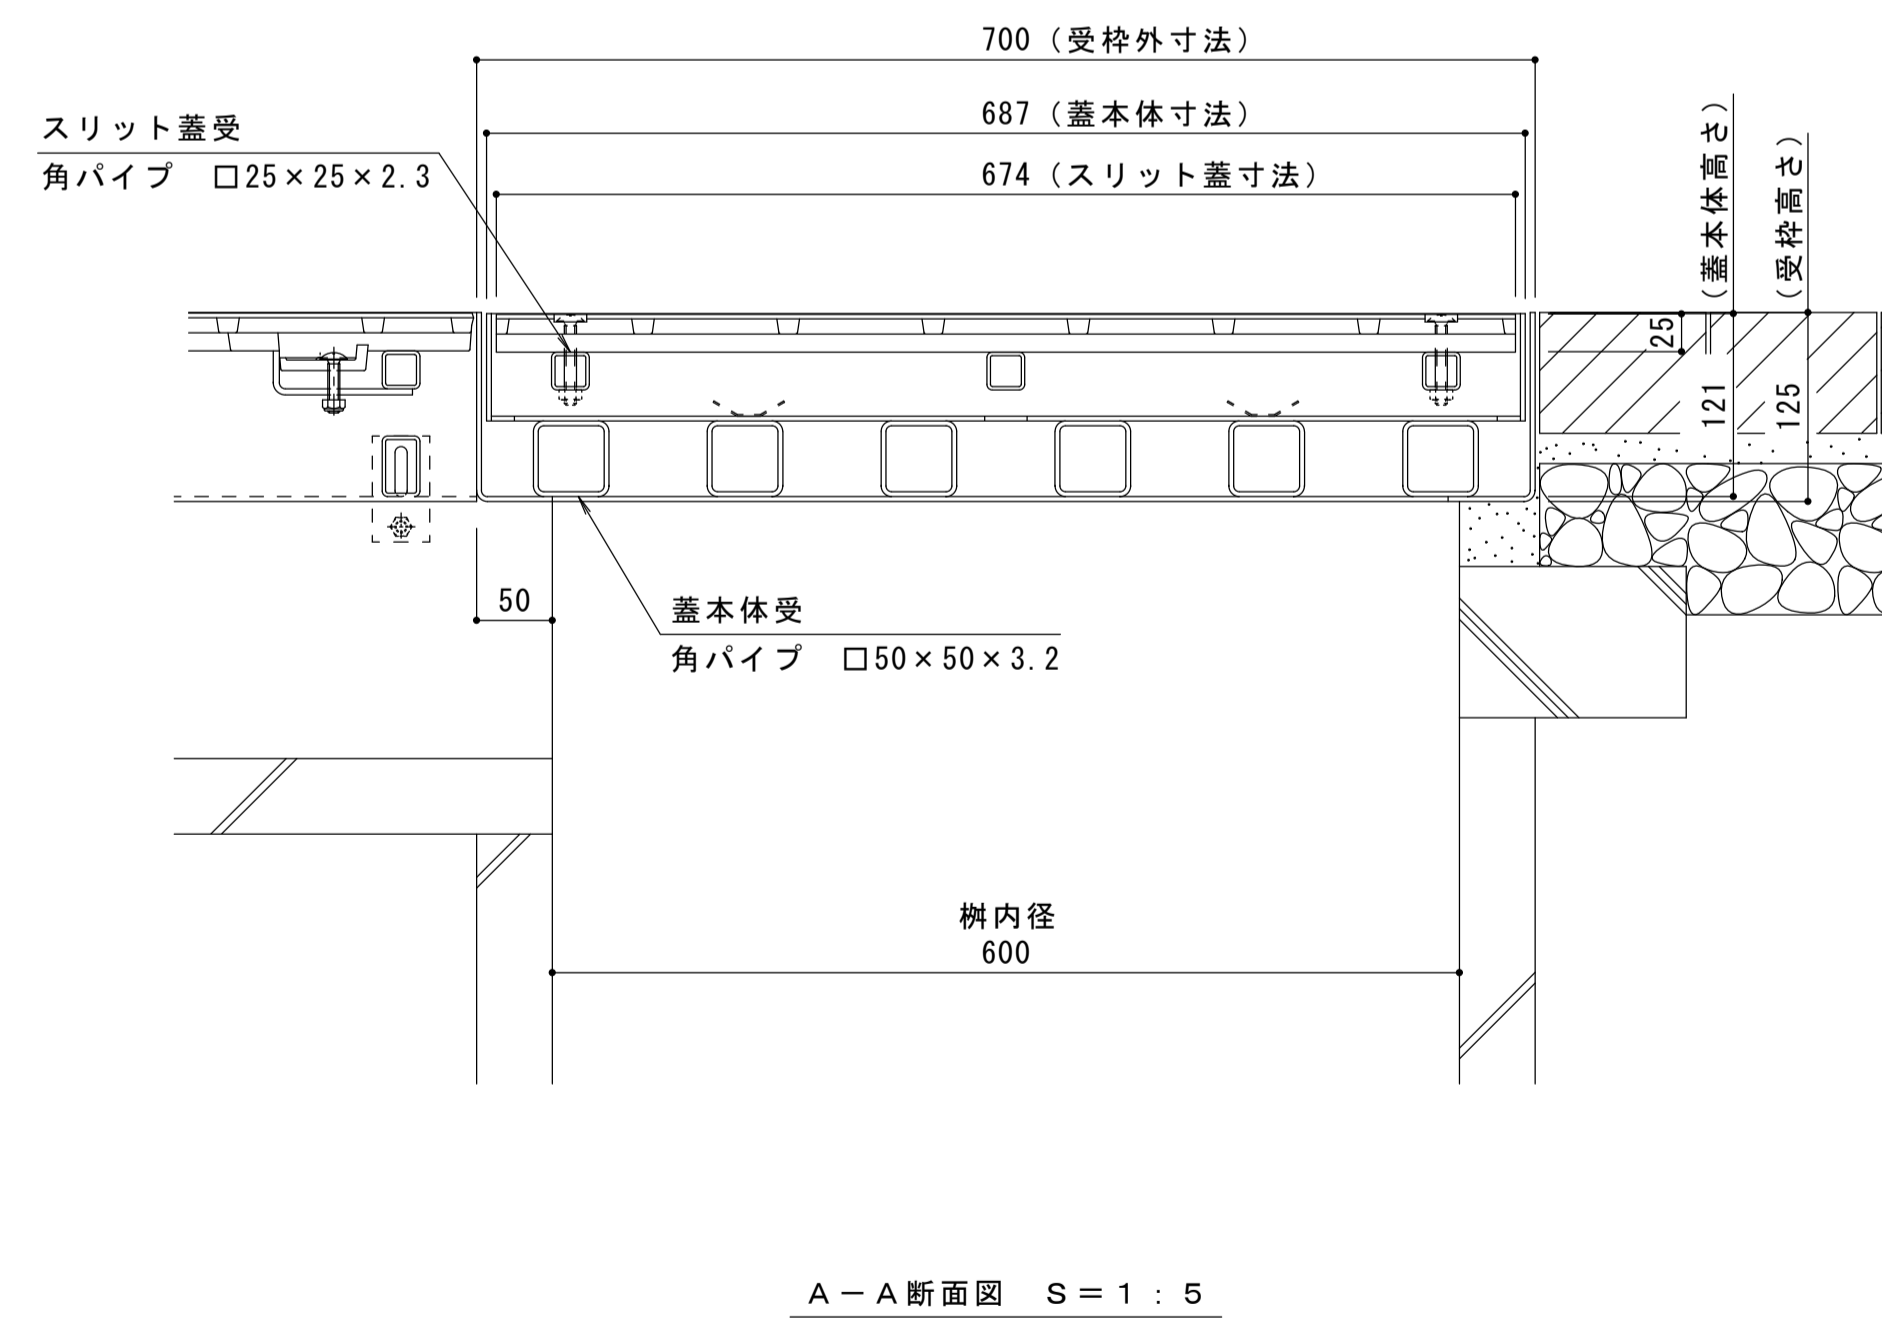 700（受枠外寸法）
687（蓋本体寸法）
674（スリット蓋寸法）
スリット蓋受
角パイプ　□25×25×2.3
（蓋本体高さ）
（受枠高さ）
25
121
125
50
蓋本体受
角パイプ　□50×50×3.2
桝内径
600
A－A断面図　S＝1：5